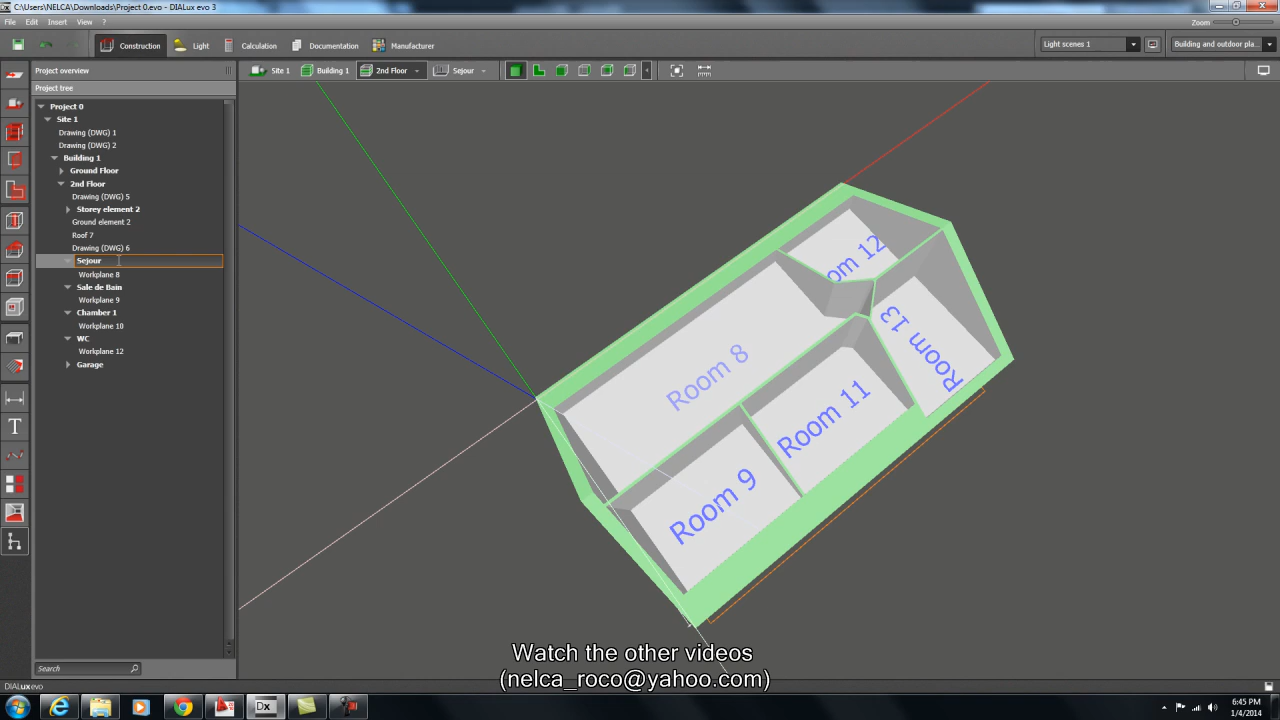 C:\Users\NELCA\Downloads\Project 0.evo - DIALux evo 3
File Edit Insert View ?
Zoom
Construction Light Calculation Documentation Manufacturer
Light scenes 1
Building and outdoor pla...
Project overview
Site 1 Building 1 2nd Floor Sejour
Project tree
Project 0
Site 1
Drawing (DWG) 1
Drawing (DWG) 2
Building 1
Ground Floor
2nd Floor
Drawing (DWG) 5
Storey element 2
Ground element 2
Roof 7
Drawing (DWG) 6
Sejour
Workplane 8
Sale de Bain
Workplane 9
Chamber 1
Workplane 10
WC
Workplane 12
Garage
om 12
Room 13
Room 8
Room 11
Room 9
Watch the other videos
(nelca_roco@yahoo.com)
Search
DIALux evo
Dx
6:45 PM
1/4/2014